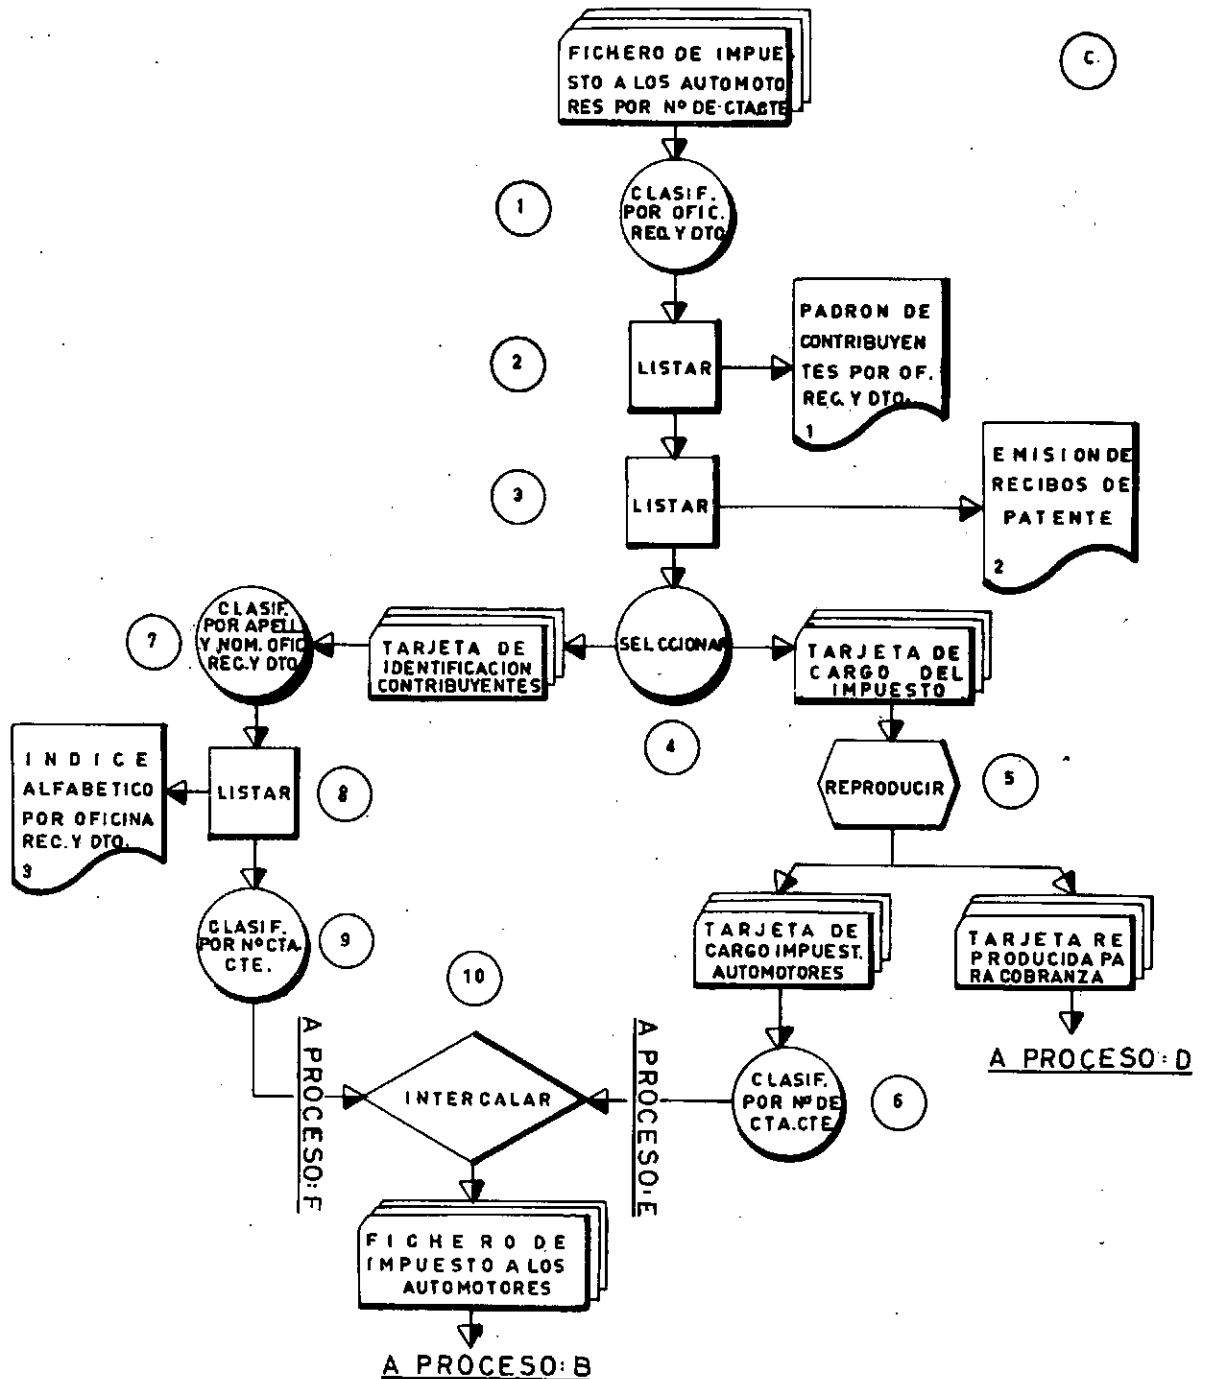 FICHERO DE IMPUE
STO A LOS AUTOMOTO
RES POR Nº DE CTA.CTE
C.
1
CLASIF.
POR OFIC.
REC. Y DTO
2
LISTAR
PADRON DE
CONTRIBUYEN
TES POR OF.
REC. Y DTO.
1
3
LISTAR
EMISION DE
RECIBOS DE
PATENTE
2
7
CLASIF.
POR APELL
Y NOM. OFIC
REC. Y DTO
TARJETA DE
IDENTIFICACION
CONTRIBUYENTES
SELCCIONAR
TARJETA DE
CARGO DEL
IMPUESTO
4
INDICE
ALFABETICO
POR OFICINA
REC. Y DTO.
3
LISTAR
8
REPRODUCIR
5
CLASIF.
POR Nº CTA.
CTE.
9
TARJETA DE
CARGO IMPUEST.
AUTOMOTORES
TARJETA RE
PRODUCIDA PA
RA COBRANZA
10
A PROCESO: D
A PROCESO: F
INTERCALAR
A PROCESO: E
CLASIF.
POR Nº DE
CTA.CTE
6
FICHERO DE
IMPUESTO A LOS
AUTOMOTORES
A PROCESO: B